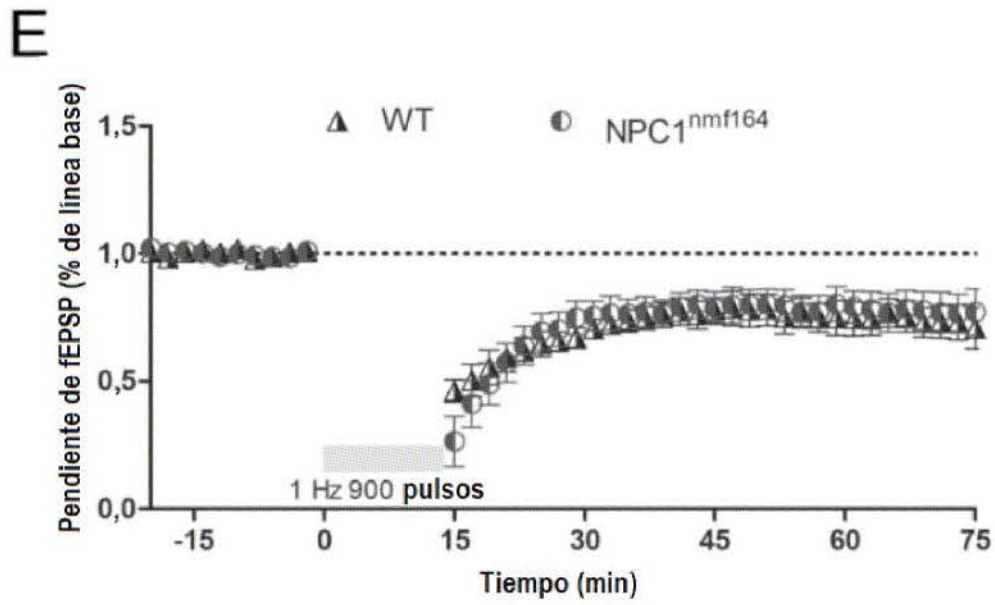 E
WT NPC1nmf164
Pendiente de fEPSP (% de línea base)
1,5
1,0
0,5
0,0
1 Hz 900 pulsos
-15 0 15 30 45 60 75
Tiempo (min)